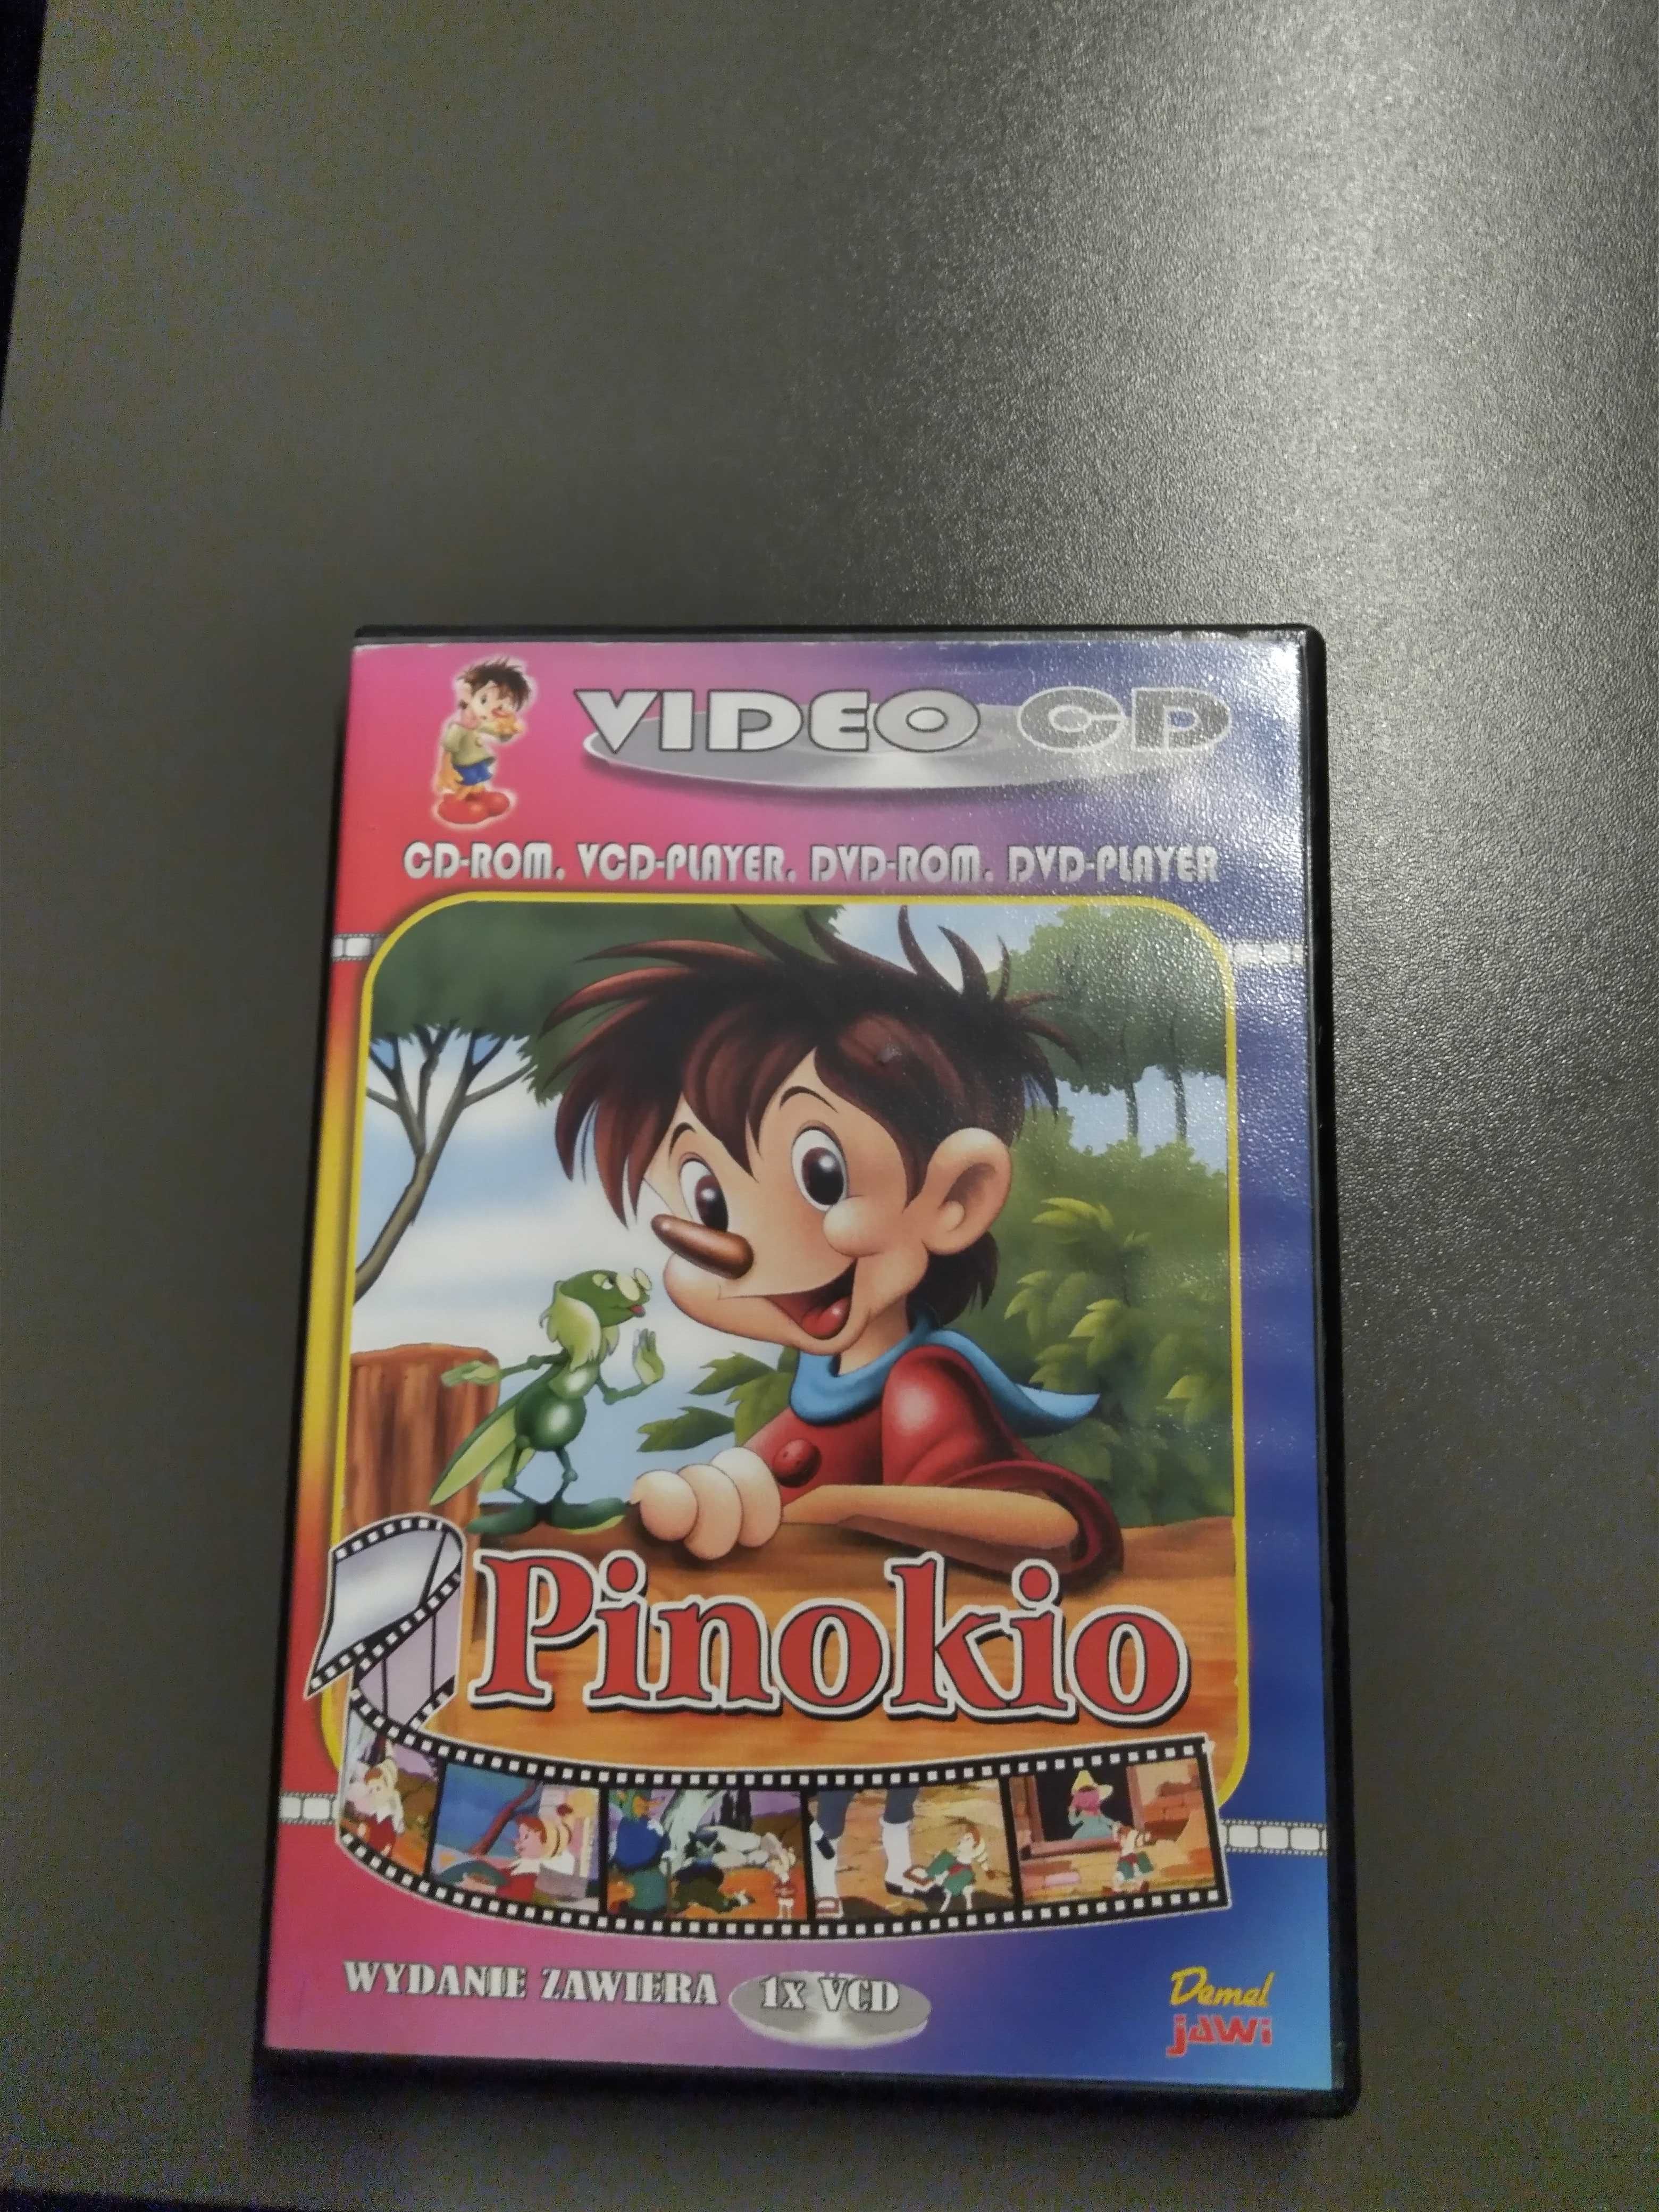 VIDEO CD
CD-ROM, VCD-PLAYER, DVD-ROM, DVD-PLAYER
Pinokio
WYDANIE ZAWIERA 1x VCD
Demel
jawi